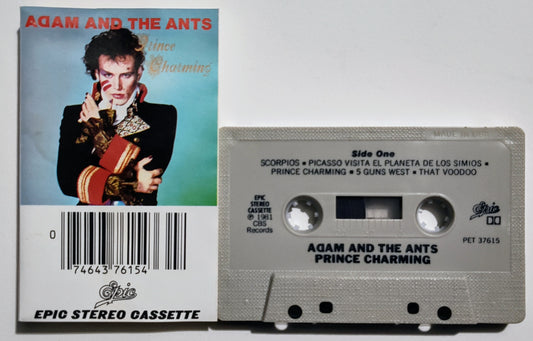 ADAM AND THE ANTS
Prince
Charming
0
74643 76154
Epic
EPIC STEREO CASSETTE
MADE IN U.S.A.
Side One
SCORPIOS ▪ PICASSO VISITA EL PLANETA DE LOS SIMIOS ▪
PRINCE CHARMING ▪ 5 GUNS WEST ▪ THAT VOODOO
EPIC
STEREO
CASSETTE
℗ 1981
CBS
Records
Epic
PET 37615
ADAM AND THE ANTS
PRINCE CHARMING